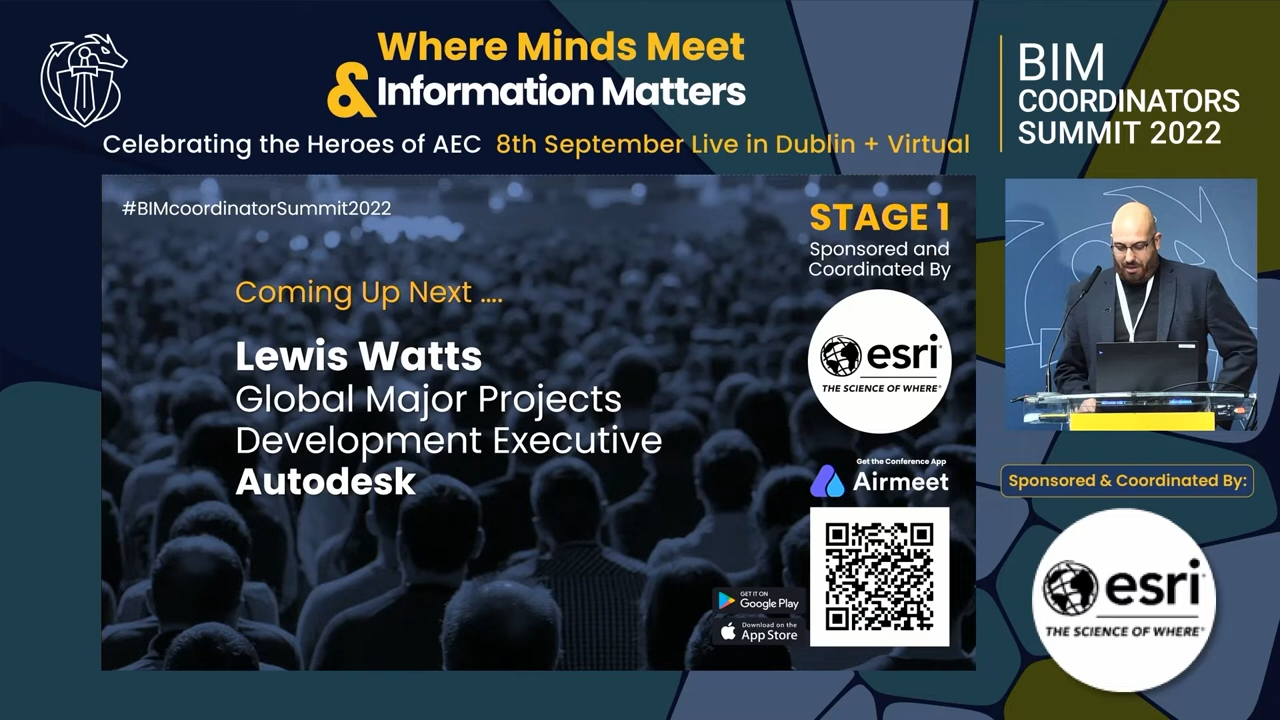 Where Minds Meet
& Information Matters
Celebrating the Heroes of AEC 8th September Live in Dublin + Virtual
BIM
COORDINATORS
SUMMIT 2022
#BIMcoordinatorSummit2022
Coming Up Next ....
Lewis Watts
Global Major Projects
Development Executive
Autodesk
STAGE 1
Sponsored and
Coordinated By
esri®
THE SCIENCE OF WHERE®
Get the Conference App
Airmeet
GET IT ON
Google Play
Download on the
App Store
Sponsored & Coordinated By:
esri®
THE SCIENCE OF WHERE®